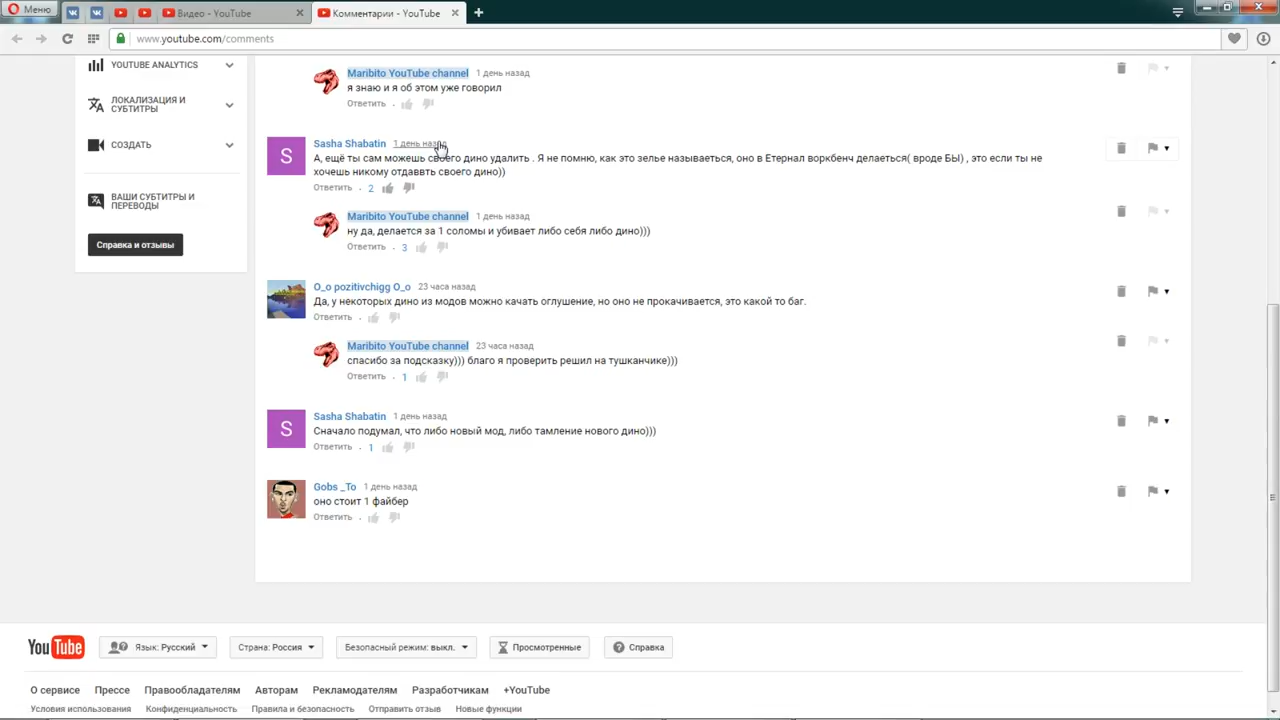 Меню
Видео - YouTube
Комментарии - YouTube
www.youtube.com/comments
YOUTUBE ANALYTICS
ЛОКАЛИЗАЦИЯ И
СУБТИТРЫ
СОЗДАТЬ
ВАШИ СУБТИТРЫ И
ПЕРЕВОДЫ
Справка и отзывы
Maribito YouTube channel 1 день назад
я знаю и я об этом уже говорил
Ответить
S
Sasha Shabatin 1 день назад
А, ещё ты сам можешь своего дино удалить . Я не помню, как это зелье называеться, оно в Етернал воркбенч делаеться( вроде БЫ) , это если ты не
хочешь никому отдаввть своего дино))
Ответить 2
Maribito YouTube channel 1 день назад
ну да, делается за 1 соломы и убивает либо себя либо дино)))
Ответить 3
O_o pozitivchigg O_o 23 часа назад
Да, у некоторых дино из модов можно качать оглушение, но оно не прокачивается, это какой то баг.
Ответить
Maribito YouTube channel 23 часа назад
спасибо за подсказку))) благо я проверить решил на тушканчике)))
Ответить 1
S
Sasha Shabatin 1 день назад
Сначало подумал, что либо новый мод, либо тамление нового дино)))
Ответить 1
Gobs _To 1 день назад
оно стоит 1 файбер
Ответить
YouTube
Язык: Русский
Страна: Россия
Безопасный режим: выкл.
Просмотренные
Справка
О сервисе Прессе Правообладателям Авторам Рекламодателям Разработчикам +YouTube
Условия использования Конфиденциальность Правила и безопасность Отправить отзыв Новые функции